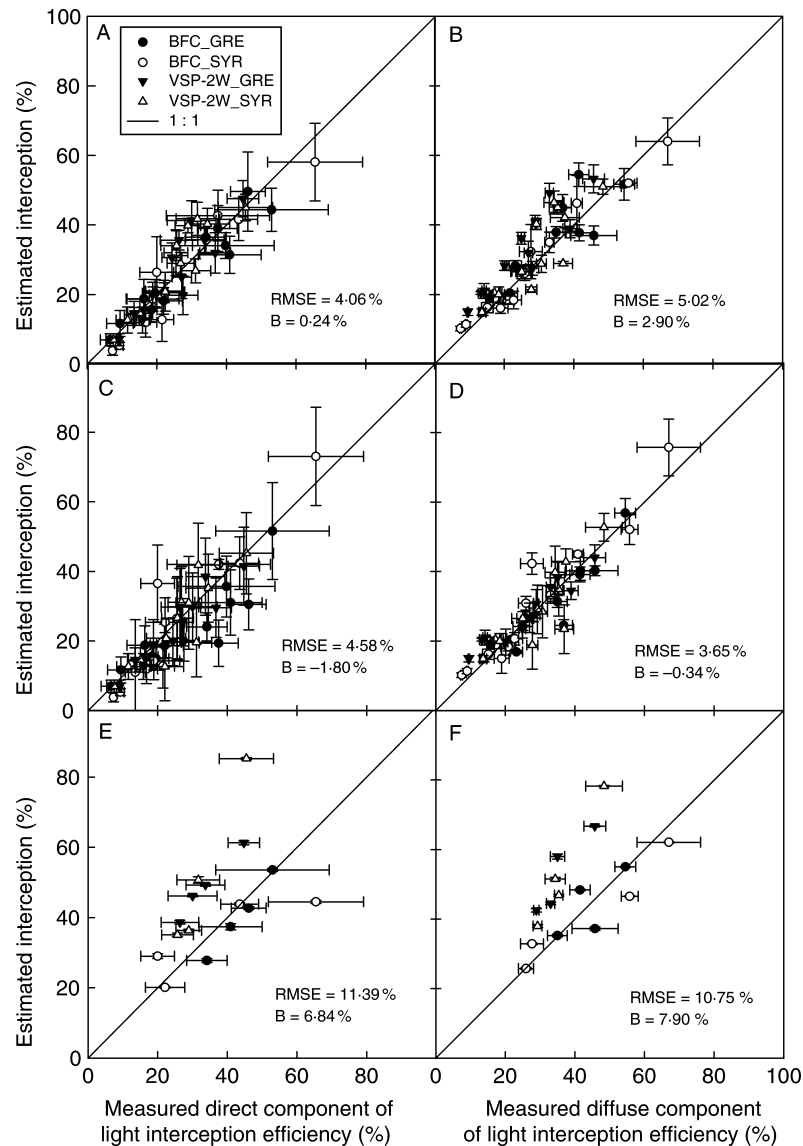 100
80
60
40
20
0
Estimated interception (%)
A
BFC_GRE
BFC_SYR
VSP-2W_GRE
VSP-2W_SYR
1 : 1
RMSE = 4·06 %
B = 0·24 %
B
RMSE = 5·02 %
B = 2·90 %
80
60
40
20
0
Estimated interception (%)
C
RMSE = 4·58 %
B = –1·80 %
D
RMSE = 3·65 %
B = –0·34 %
80
60
40
20
0
Estimated interception (%)
E
RMSE = 11·39 %
B = 6·84 %
F
RMSE = 10·75 %
B = 7·90 %
0 20 40 60 80 0 20 40 60 80 100
Measured direct component of
light interception efficiency (%)
Measured diffuse component
of light interception efficiency (%)